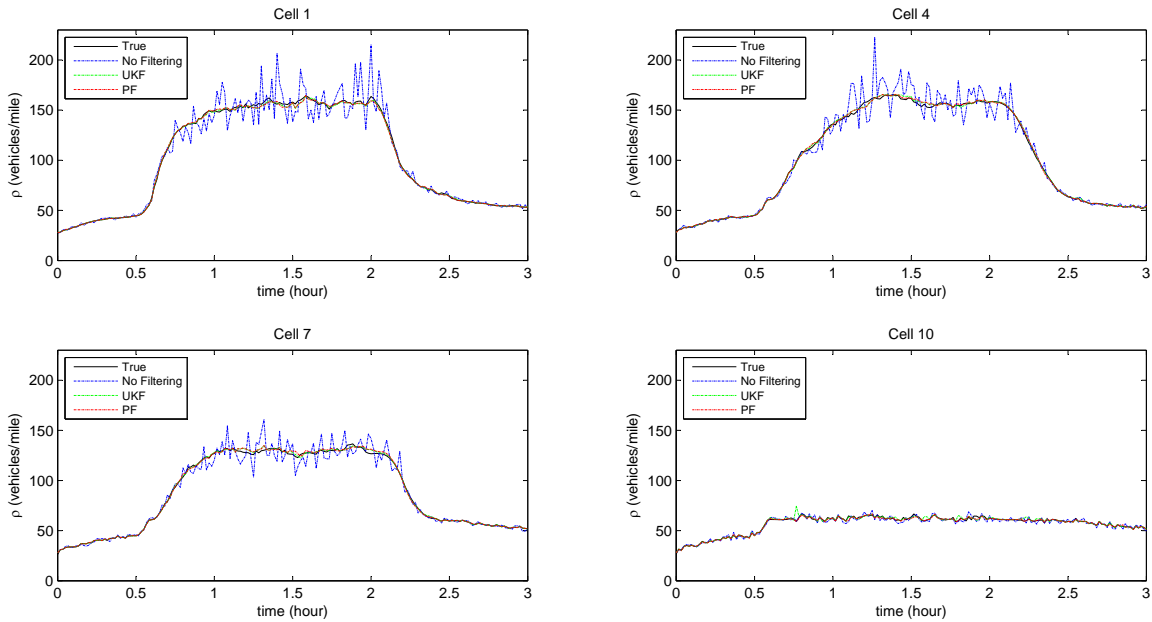 Cell 1
ρ (vehicles/mile)
200
150
100
50
0
True
No Filtering
UKF
PF
0
0.5
1
1.5
2
2.5
3
time (hour)
Cell 4
ρ (vehicles/mile)
200
150
100
50
0
True
No Filtering
UKF
PF
0
0.5
1
1.5
2
2.5
3
time (hour)
Cell 7
ρ (vehicles/mile)
200
150
100
50
0
True
No Filtering
UKF
PF
0
0.5
1
1.5
2
2.5
3
time (hour)
Cell 10
ρ (vehicles/mile)
200
150
100
50
0
True
No Filtering
UKF
PF
0
0.5
1
1.5
2
2.5
3
time (hour)